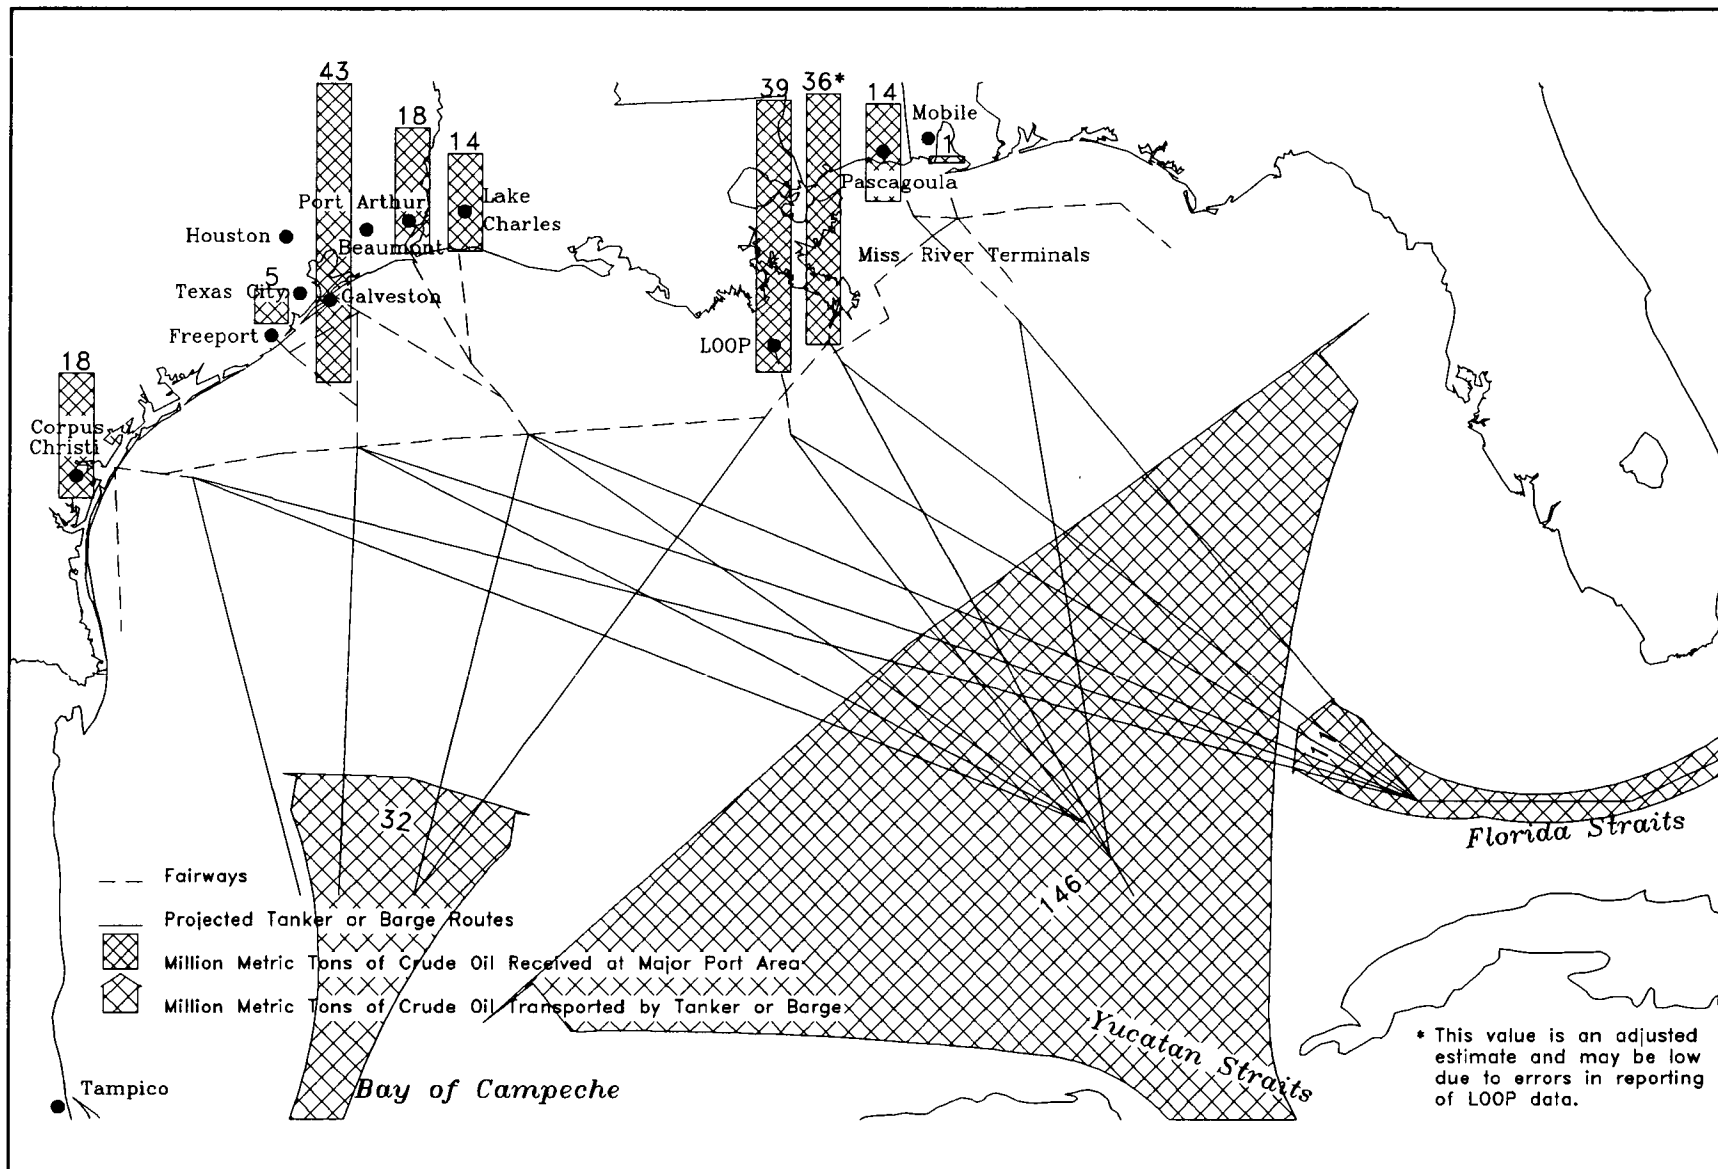 43
18
14
39
36*
14
Mobile
1
Pascagoula
Port Arthur
Lake
Charles
Houston
Beaumont
Miss River Terminals
5
Texas City
Galveston
Freeport
LOOP
18
Corpus
Christi
32
11
Florida Straits
146
Fairways
Projected Tanker or Barge Routes
Million Metric Tons of Crude Oil Received at Major Port Area
Million Metric Tons of Crude Oil Transported by Tanker or Barge
Yucatan Straits
* This value is an adjusted
estimate and may be low
due to errors in reporting
of LOOP data.
Tampico
Bay of Campeche